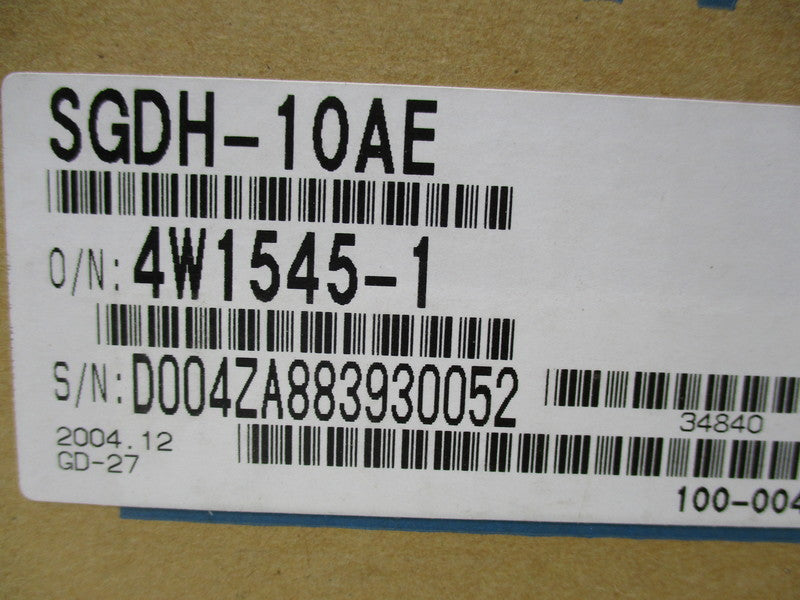 SGDH-10AE
O/N: 4W1545-1
S/N: D004ZA883930052
34840
2004.12
GD-27
100-004